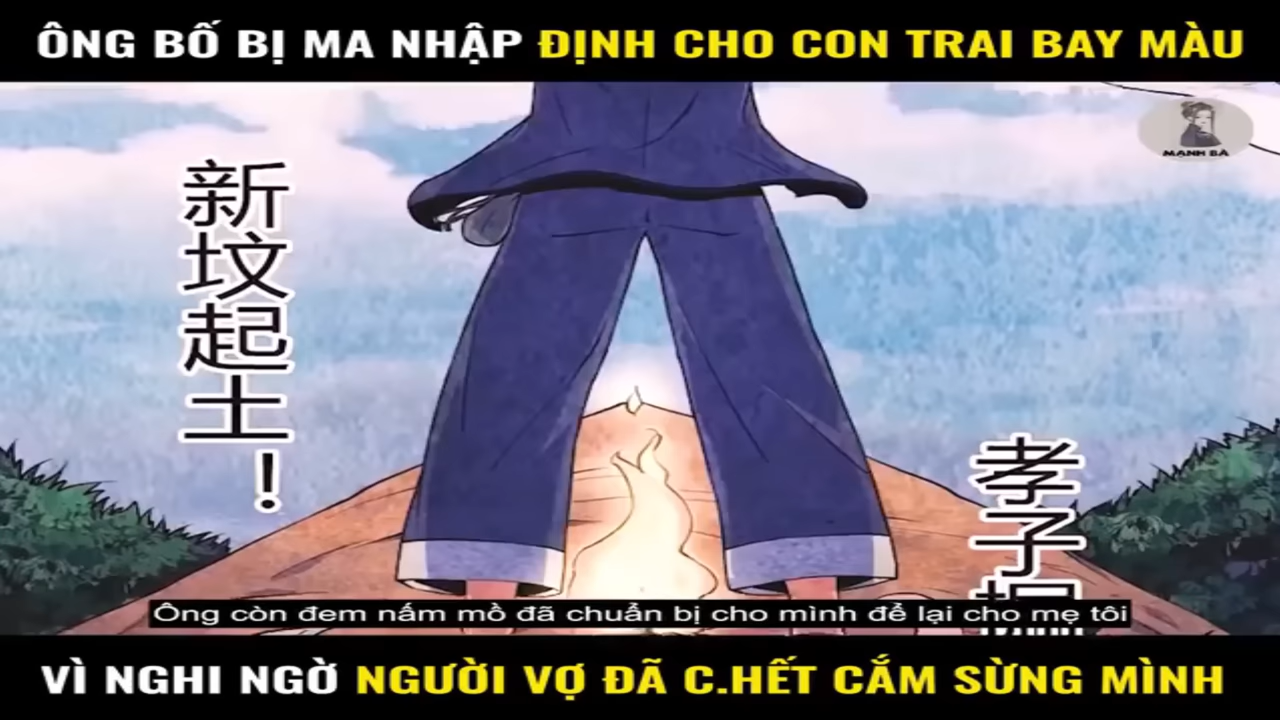 ÔNG BỐ BỊ MA NHẬP ĐỊNH CHO CON TRAI BAY MÀU
MẠNH BÀ
新坟起土!
孝子
Ông còn đem nấm mồ đã chuẩn bị cho mình để lại cho mẹ tôi
VÌ NGHI NGỜ NGƯỜI VỢ ĐÃ C.HẾT CẮM SỪNG MÌNH